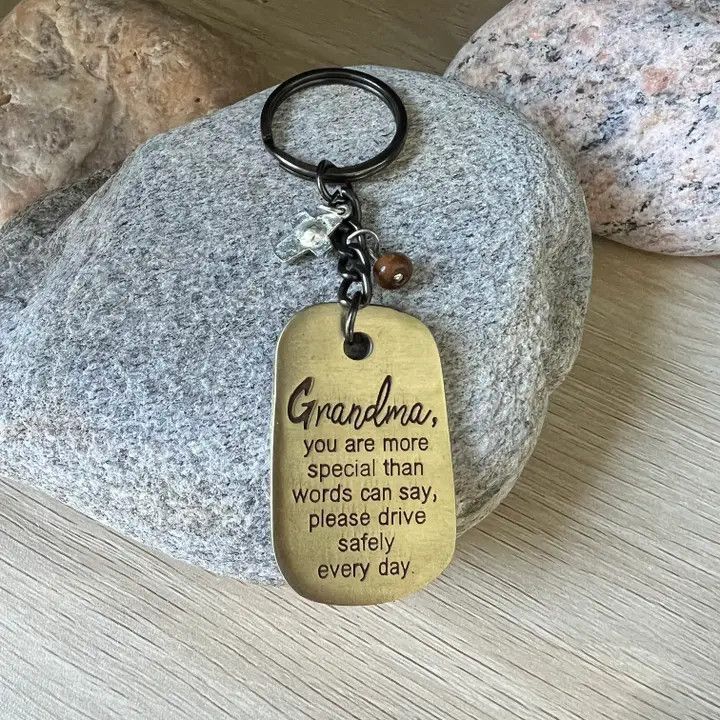 Grandma,
you are more
special than
words can say,
please drive
safely
every day.